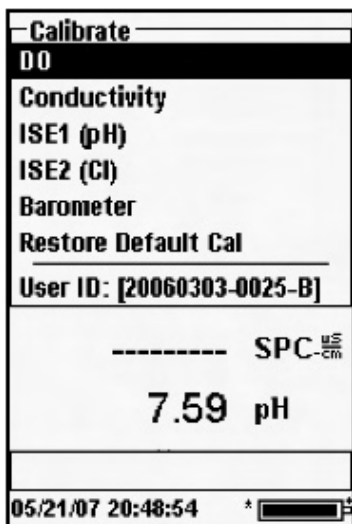 Calibrate
DO
Conductivity
ISE1 (pH)
ISE2 (Cl)
Barometer
Restore Default Cal
User ID: [20060303-0025-B]
--------- SPC-uS/cm
7.59 pH
05/21/07 20:48:54 *